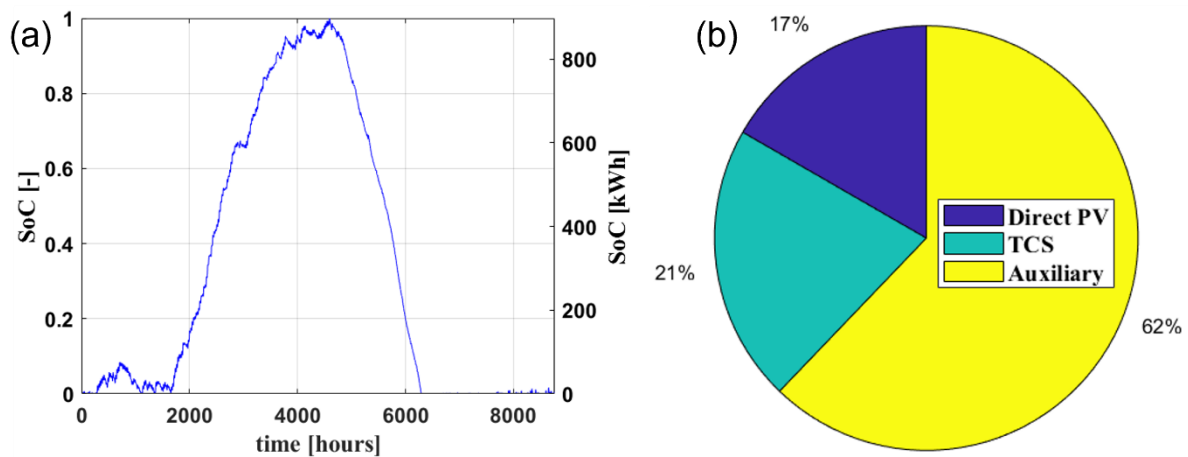 (a)
1
0.8
0.6
0.4
0.2
0
SoC [-]
0 2000 4000 6000 8000
time [hours]
800
600
400
200
0
SoC [kWh]
(b)
17%
21%
62%
Direct PV
TCS
Auxiliary